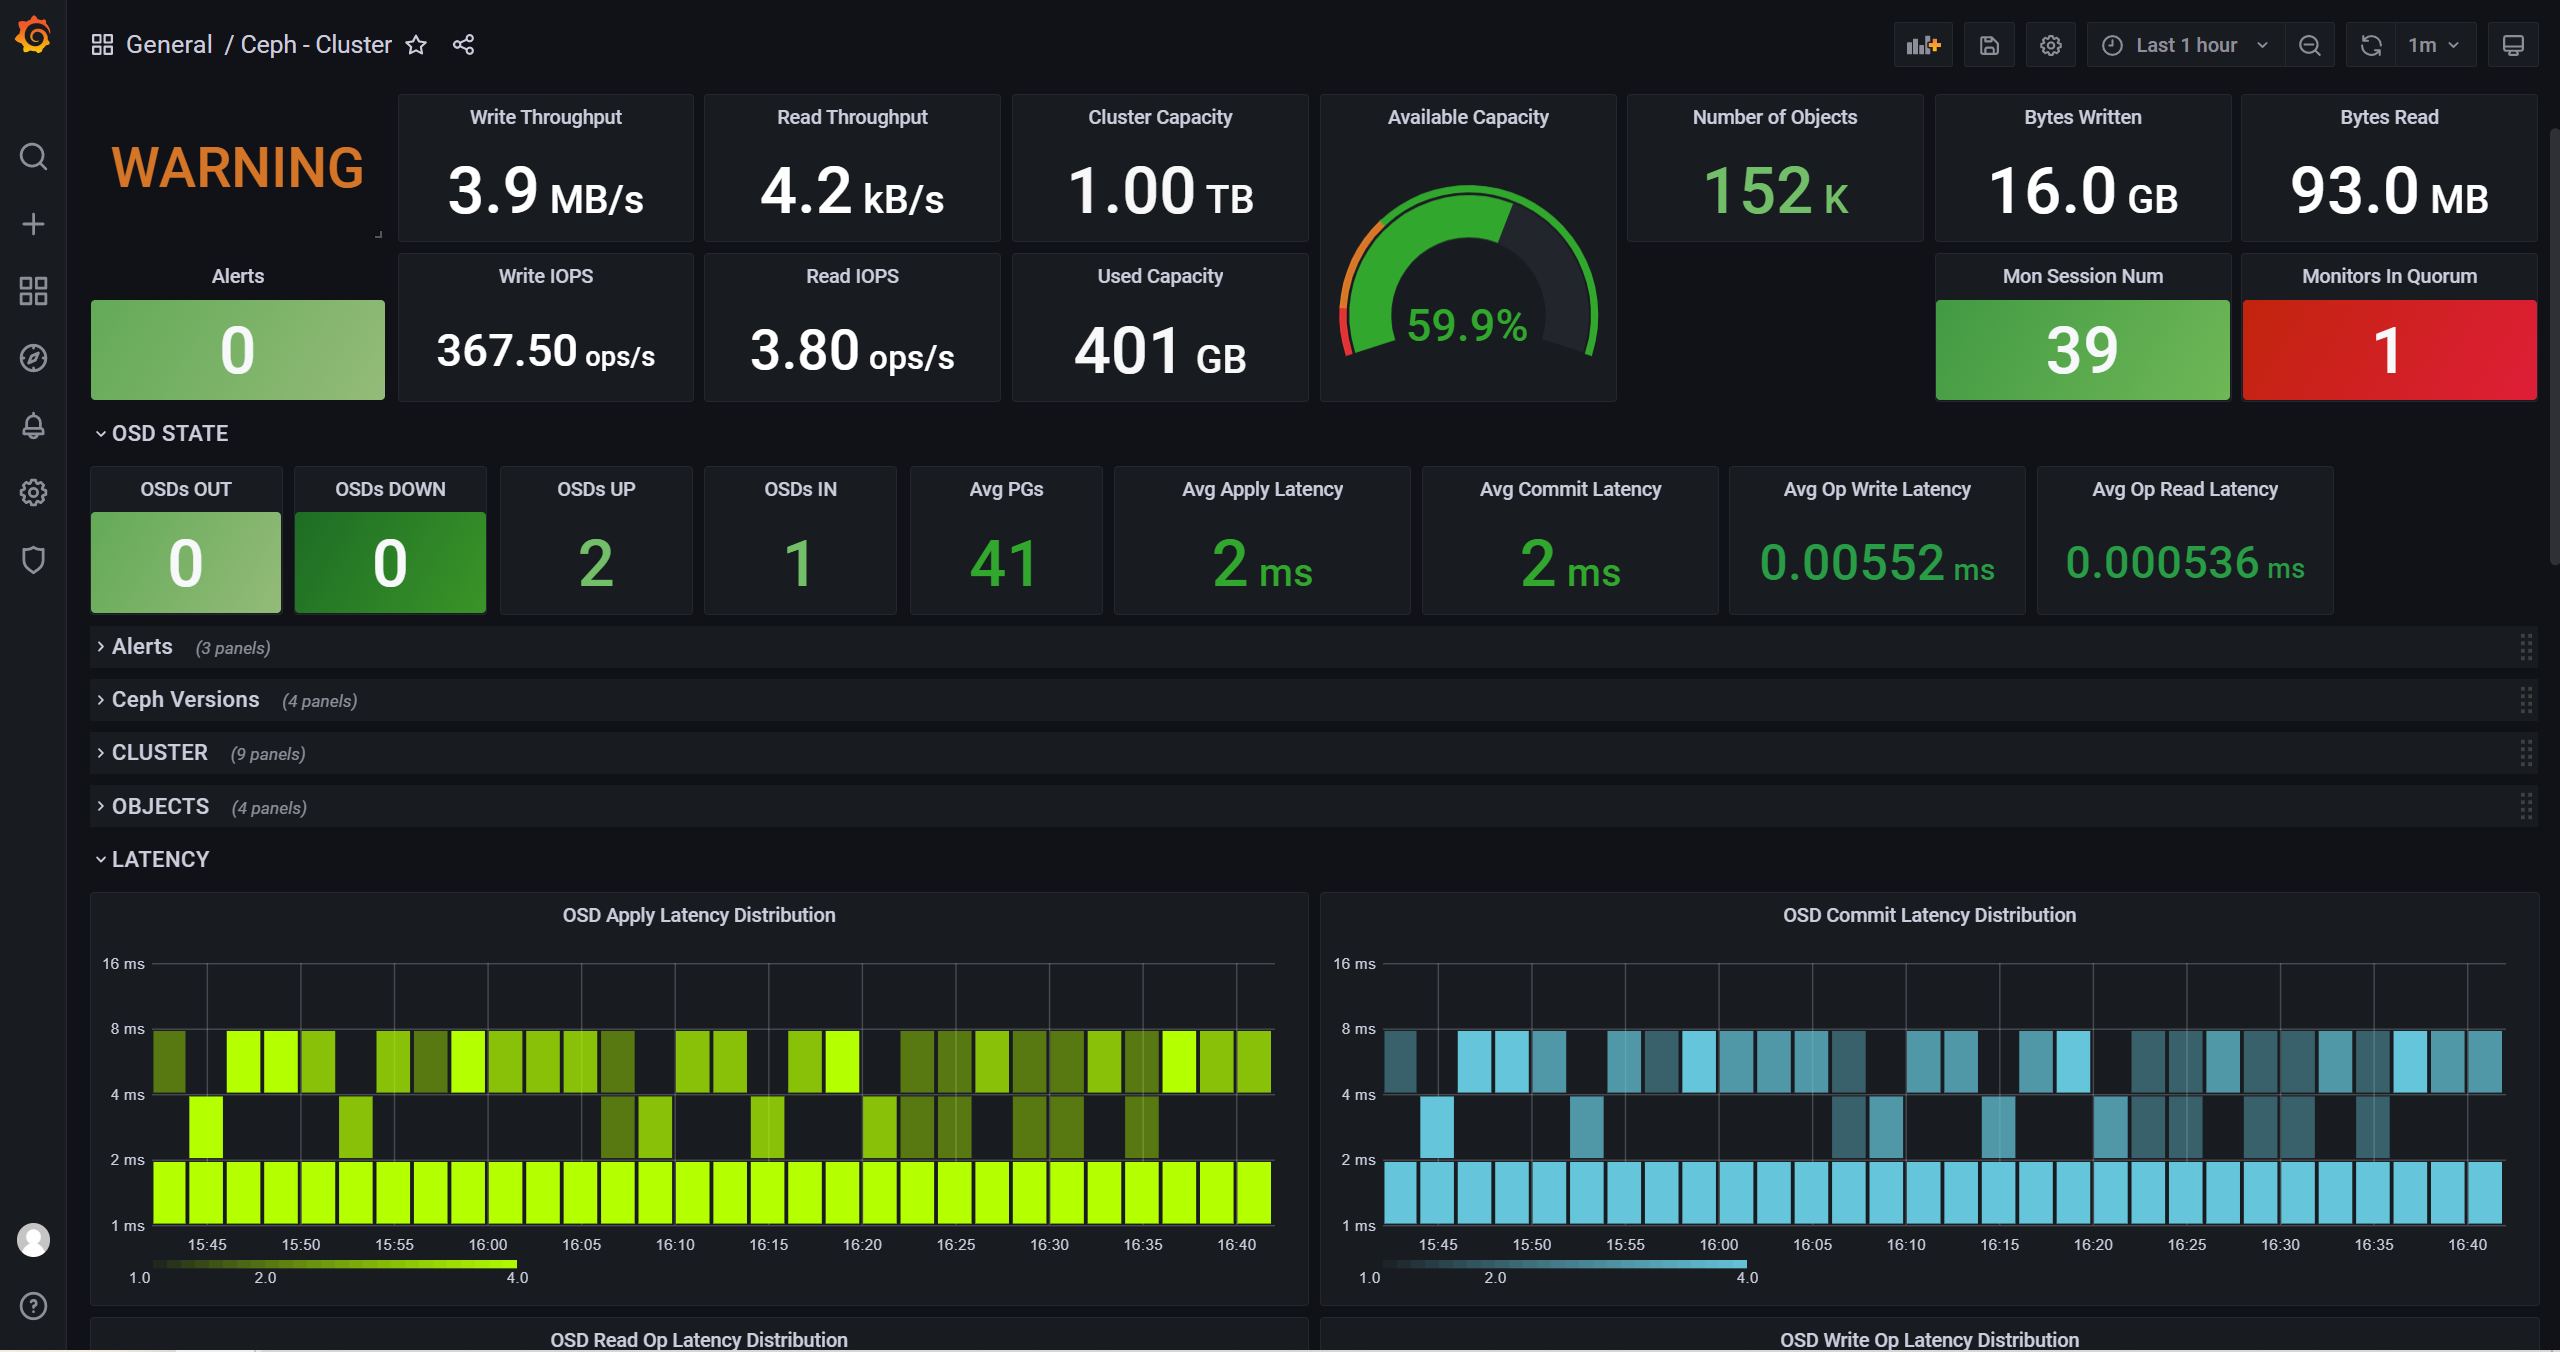 General / Ceph - Cluster
Last 1 hour
1m
WARNING
Write Throughput
3.9 MB/s
Read Throughput
4.2 kB/s
Cluster Capacity
1.00 TB
Available Capacity
59.9%
Number of Objects
152 K
Bytes Written
16.0 GB
Bytes Read
93.0 MB
Alerts
0
Write IOPS
367.50 ops/s
Read IOPS
3.80 ops/s
Used Capacity
401 GB
Mon Session Num
39
Monitors In Quorum
1
OSD STATE
OSDs OUT
0
OSDs DOWN
0
OSDs UP
2
OSDs IN
1
Avg PGs
41
Avg Apply Latency
2 ms
Avg Commit Latency
2 ms
Avg Op Write Latency
0.00552 ms
Avg Op Read Latency
0.000536 ms
Alerts (3 panels)
Ceph Versions (4 panels)
CLUSTER (9 panels)
OBJECTS (4 panels)
LATENCY
OSD Apply Latency Distribution
16 ms
8 ms
4 ms
2 ms
1 ms
15:45 15:50 15:55 16:00 16:05 16:10 16:15 16:20 16:25 16:30 16:35 16:40
1.0 2.0 4.0
OSD Commit Latency Distribution
16 ms
8 ms
4 ms
2 ms
1 ms
15:45 15:50 15:55 16:00 16:05 16:10 16:15 16:20 16:25 16:30 16:35 16:40
1.0 2.0 4.0
OSD Read Op Latency Distribution
OSD Write Op Latency Distribution